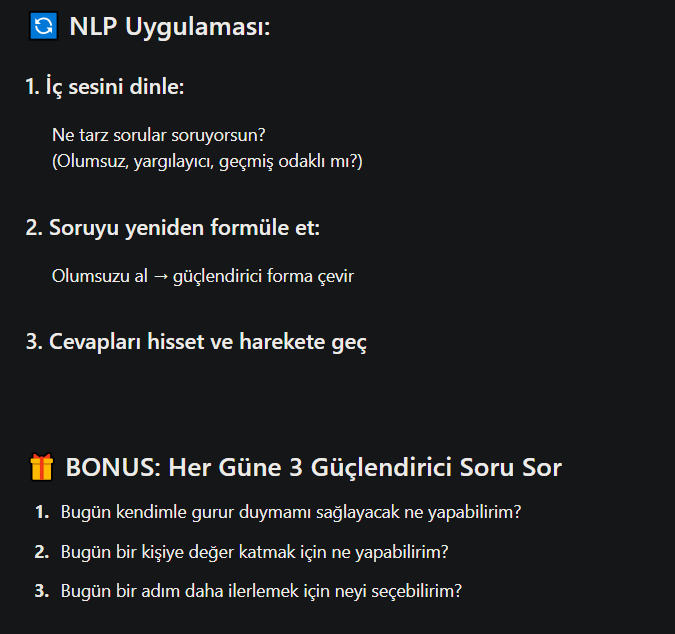 🔄 NLP Uygulaması:
1. İç sesini dinle:
Ne tarz sorular soruyorsun?
(Olumsuz, yargılayıcı, geçmiş odaklı mı?)
2. Soruyu yeniden formüle et:
Olumsuzu al → güçlendirici forma çevir
3. Cevapları hisset ve harekete geç
🎁 BONUS: Her Güne 3 Güçlendirici Soru Sor
1. Bugün kendimle gurur duymamı sağlayacak ne yapabilirim?
2. Bugün bir kişiye değer katmak için ne yapabilirim?
3. Bugün bir adım daha ilerlemek için neyi seçebilirim?